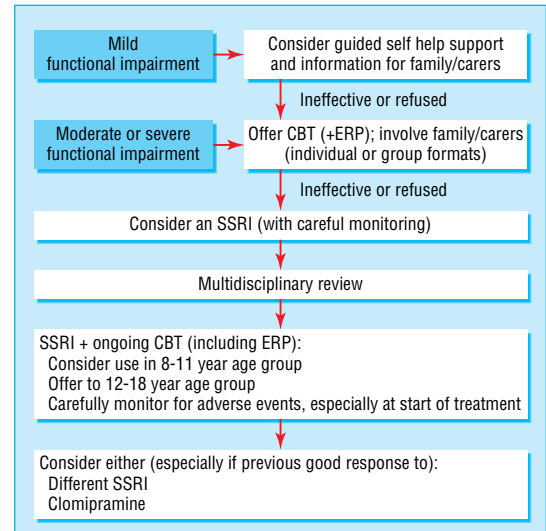 Mild
functional impairment
Consider guided self help support
and information for family/carers
Ineffective or refused
Moderate or severe
functional impairment
Offer CBT (+ERP); involve family/carers
(individual or group formats)
Ineffective or refused
Consider an SSRI (with careful monitoring)
Multidisciplinary review
SSRI + ongoing CBT (including ERP):
Consider use in 8-11 year age group
Offer to 12-18 year age group
Carefully monitor for adverse events, especially at start of treatment
Consider either (especially if previous good response to):
Different SSRI
Clomipramine